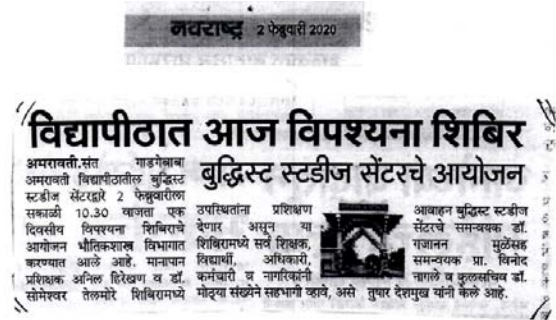 नवराष्ट्र 2 फेब्रुवारी 2020
विद्यापीठात आज विपश्यना शिबिर
बुद्धिस्ट स्टडीज सेंटरचे आयोजन
अमरावती.संत गाडगेबाबा
अमरावती विद्यापीठातील बुद्धिस्ट
स्टडीज सेंटरद्वारे 2 फेब्रुवारीला
सकाळी 10.30 वाजता एक
दिवसीय विपश्यना शिबिराचे
आयोजन भौतिकशास्त्र विभागात
करण्यात आले आहे. मानापान
प्रशिक्षक अनिल हिरेखण व डॉ.
सोमेश्वर तेलमोरे शिबिरामध्ये
उपस्थितांना प्रशिक्षण
देणार असून या
शिबिरामध्ये सर्व शिक्षक,
विद्यार्थी, अधिकारी,
कर्मचारी व नागरिकांनी
मोठ्या संख्येने सहभागी व्हावे, असे
आवाहन बुद्धिस्ट स्टडीज
सेंटरचे समन्वयक डॉ.
गजानन मुळेंसह
समन्वयक प्रा. विनोद
नागले व कुलसचिव डॉ.
तुषार देशमुख यांनी केले आहे.